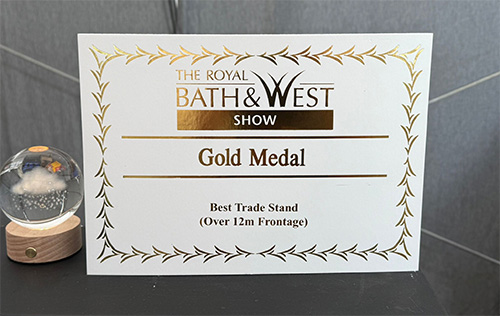 THE ROYAL
BATH & WEST
SHOW
Gold Medal
Best Trade Stand
(Over 12m Frontage)